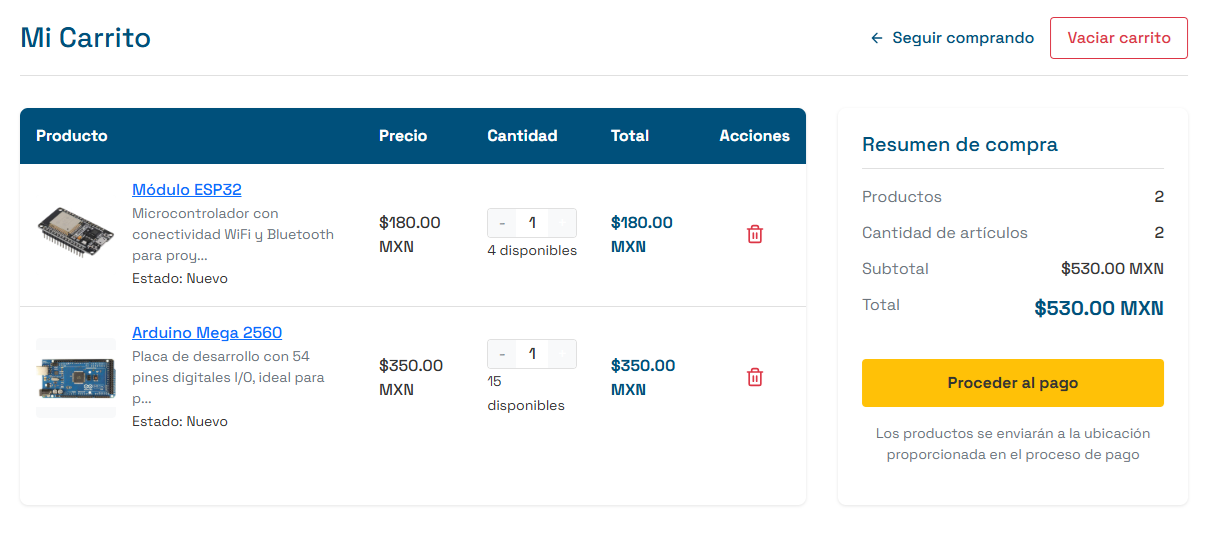 Mi Carrito
← Seguir comprando
Vaciar carrito
Producto Precio Cantidad Total Acciones
Módulo ESP32
Microcontrolador con
conectividad WiFi y Bluetooth
para proy...
Estado: Nuevo
$180.00
MXN
- 1
4 disponibles
$180.00
MXN
Arduino Mega 2560
Placa de desarrollo con 54
pines digitales I/O, ideal para
p...
Estado: Nuevo
$350.00
MXN
- 1
15
disponibles
$350.00
MXN
Resumen de compra
Productos 2
Cantidad de artículos 2
Subtotal $530.00 MXN
Total $530.00 MXN
Proceder al pago
Los productos se enviarán a la ubicación
proporcionada en el proceso de pago